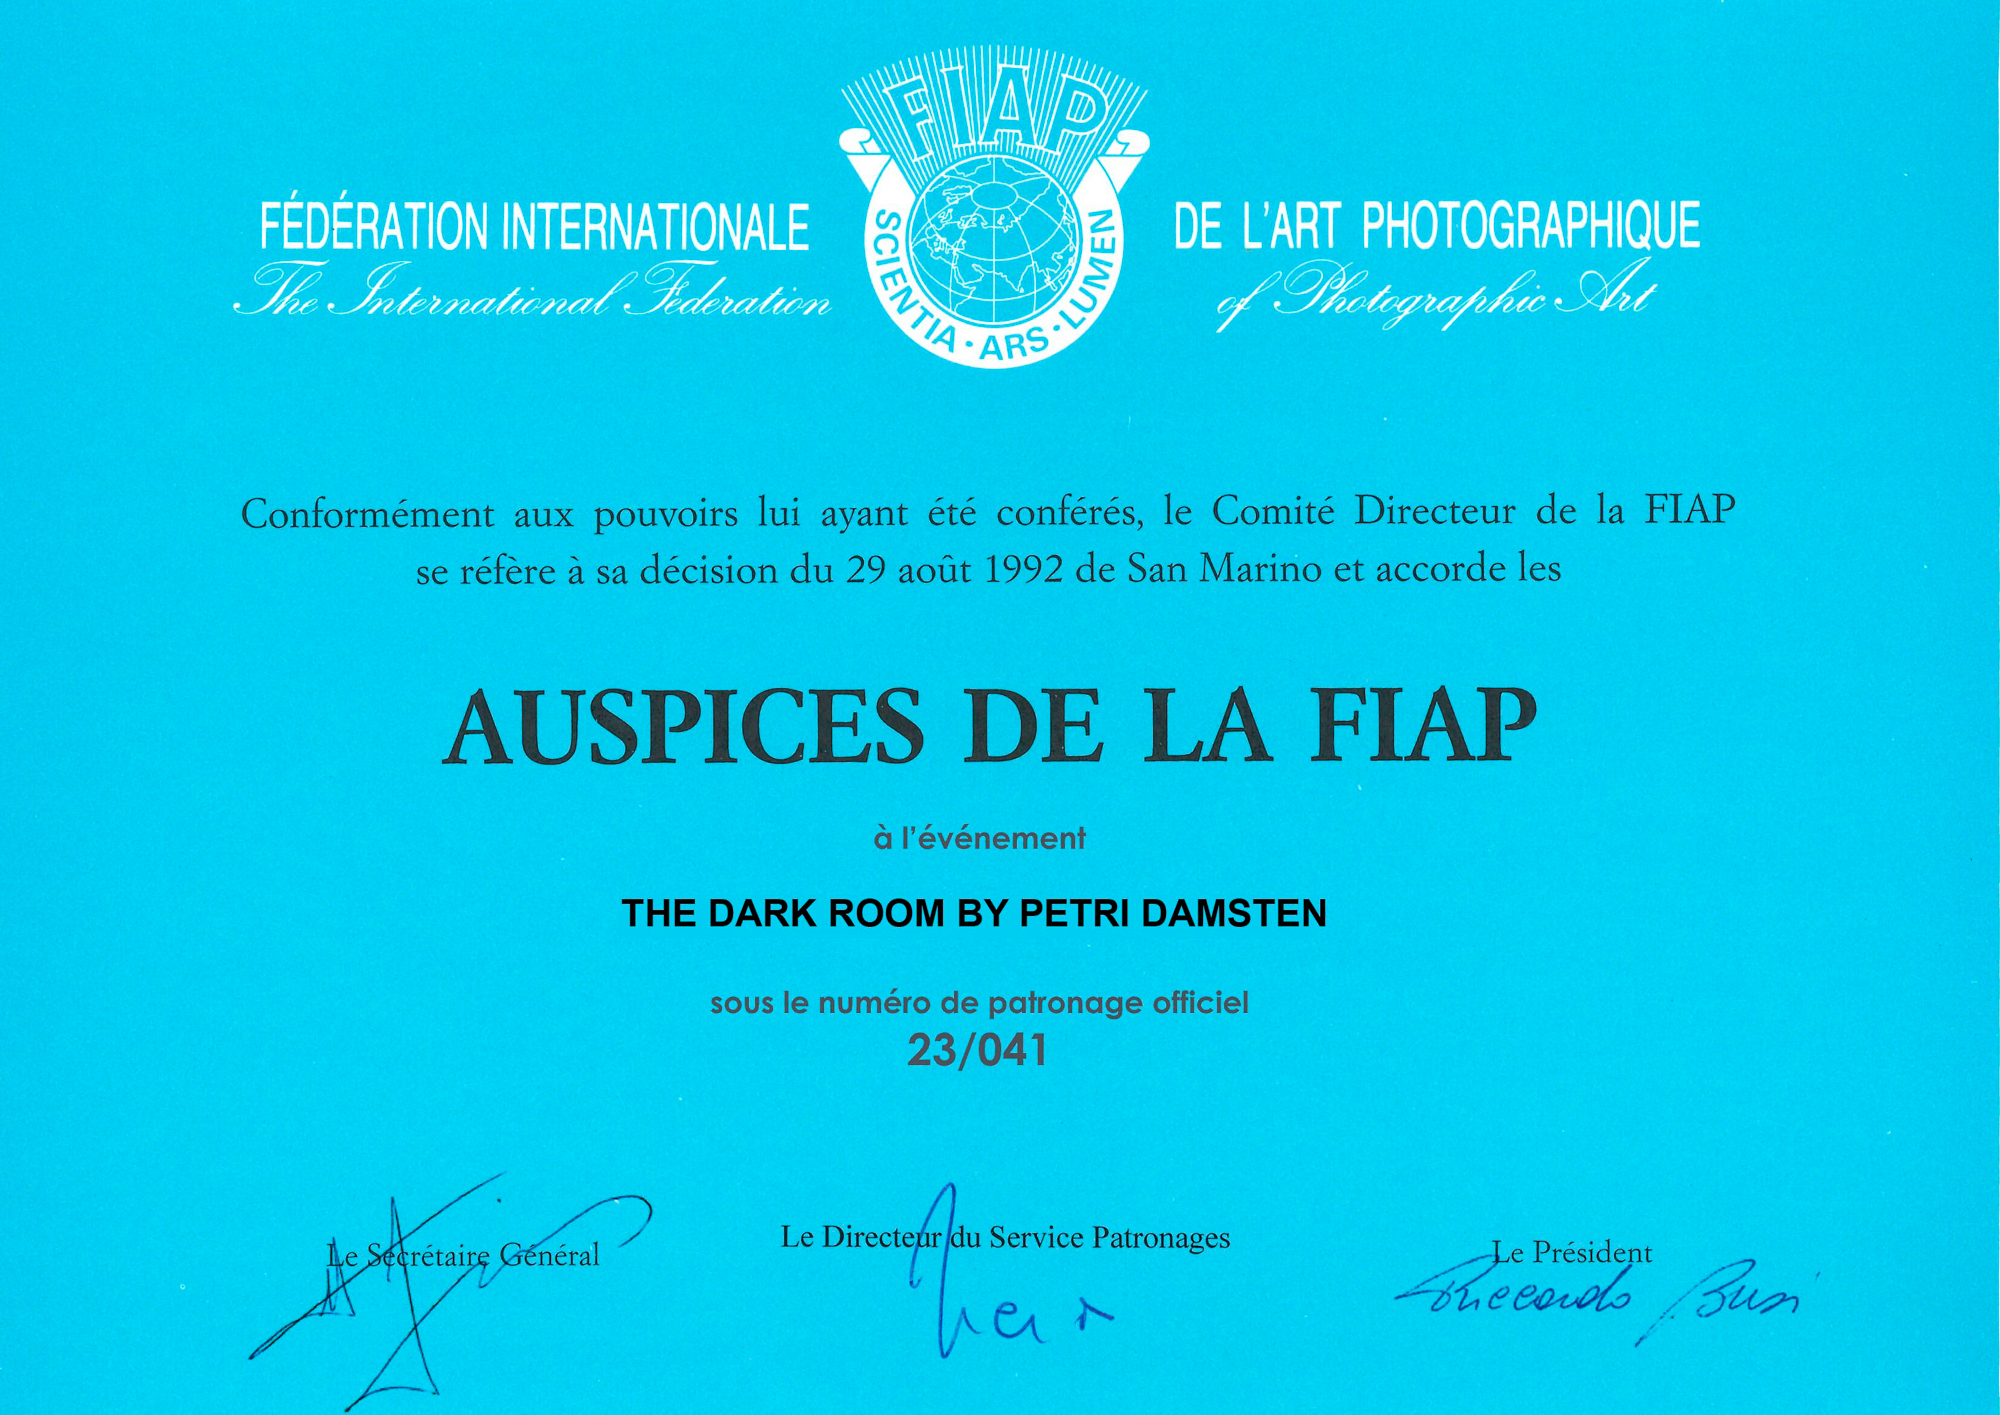 FIAP
SCIENTIA · ARS · LUMEN
FÉDÉRATION INTERNATIONALE DE L'ART PHOTOGRAPHIQUE
The International Federation of Photographic Art
Conformément aux pouvoirs lui ayant été conférés, le Comité Directeur de la FIAP
se réfère à sa décision du 29 août 1992 de San Marino et accorde les
AUSPICES DE LA FIAP
à l'événement
THE DARK ROOM BY PETRI DAMSTEN
sous le numéro de patronage officiel
23/041
Le Secrétaire Général
Le Directeur du Service Patronages
Le Président
Riccardo Busi